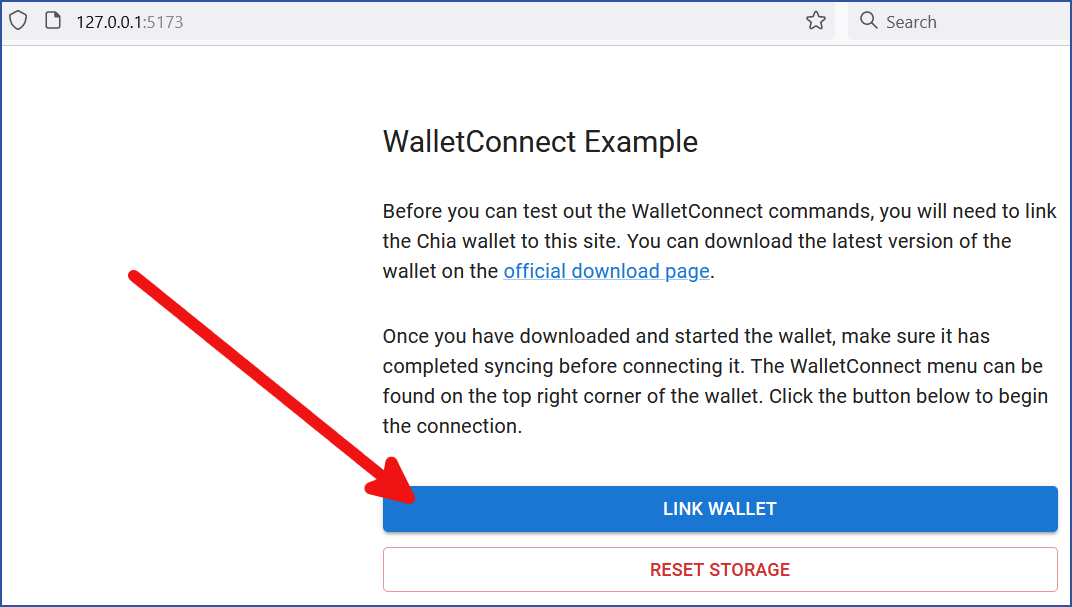 127.0.0.1:5173
Search
WalletConnect Example
Before you can test out the WalletConnect commands, you will need to link
the Chia wallet to this site. You can download the latest version of the
wallet on the official download page.
Once you have downloaded and started the wallet, make sure it has
completed syncing before connecting it. The WalletConnect menu can be
found on the top right corner of the wallet. Click the button below to begin
the connection.
LINK WALLET
RESET STORAGE